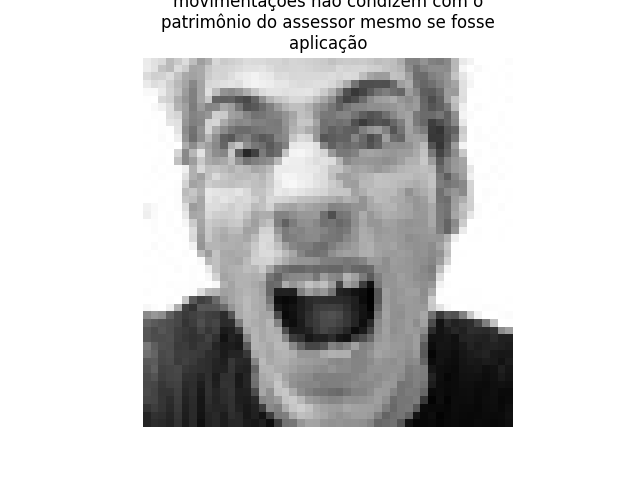 movimentações não condizem com o
patrimônio do assessor mesmo se fosse
aplicação